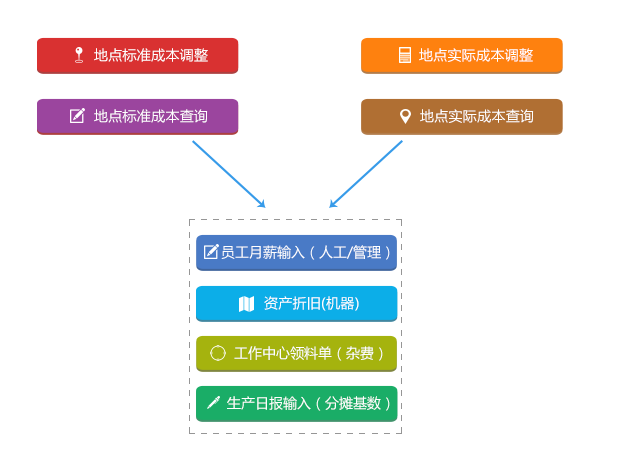 地点标准成本调整
地点实际成本调整
地点标准成本查询
地点实际成本查询
员工月薪输入（人工/管理）
资产折旧(机器)
工作中心领料单（杂费）
生产日报输入（分摊基数）